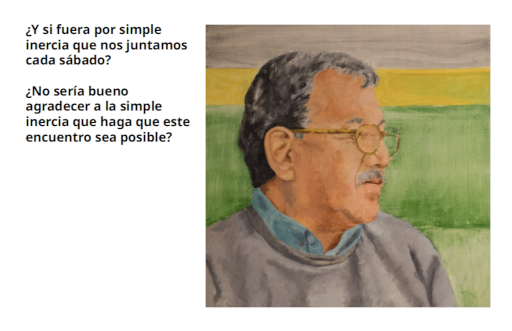 ¿Y si fuera por simple
inercia que nos juntamos
cada sábado?
¿No sería bueno
agradecer a la simple
inercia que haga que este
encuentro sea posible?